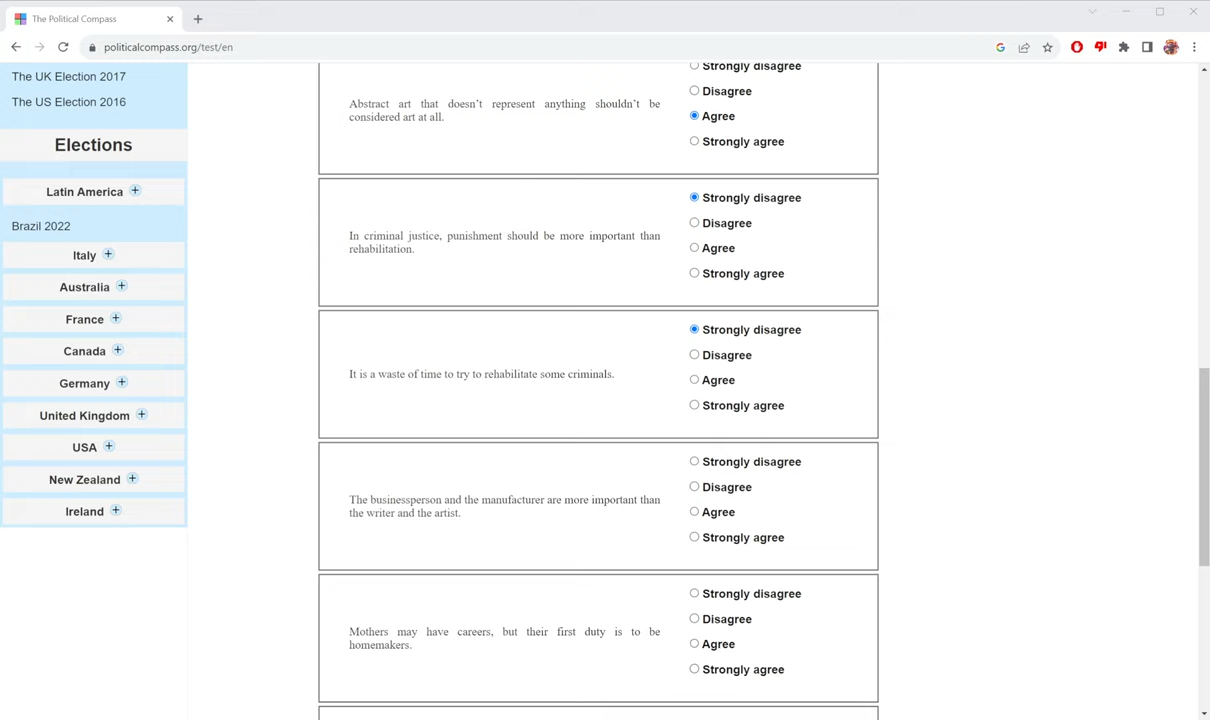 The Political Compass
politicalcompass.org/test/en
The UK Election 2017
The US Election 2016
Elections
Latin America
Brazil 2022
Italy
Australia
France
Canada
Germany
United Kingdom
USA
New Zealand
Ireland
Abstract art that doesn't represent anything shouldn't be
considered art at all.
Strongly disagree
Disagree
Agree
Strongly agree
In criminal justice, punishment should be more important than
rehabilitation.
Strongly disagree
Disagree
Agree
Strongly agree
It is a waste of time to try to rehabilitate some criminals.
Strongly disagree
Disagree
Agree
Strongly agree
The businessperson and the manufacturer are more important than
the writer and the artist.
Strongly disagree
Disagree
Agree
Strongly agree
Mothers may have careers, but their first duty is to be
homemakers.
Strongly disagree
Disagree
Agree
Strongly agree